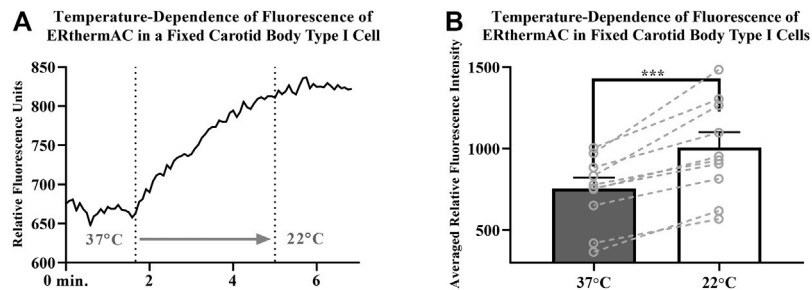 A
Temperature-Dependence of Fluorescence of
ERthermAC in a Fixed Carotid Body Type I Cell
Relative Fluorescence Units
850
800
750
700
650
600
37°C
22°C
0 min.
2
4
6
B
Temperature-Dependence of Fluorescence of
ERthermAC in Fixed Carotid Body Type I Cells
Averaged Relative Fluorescence Intensity
1500
1000
500
***
37°C
22°C